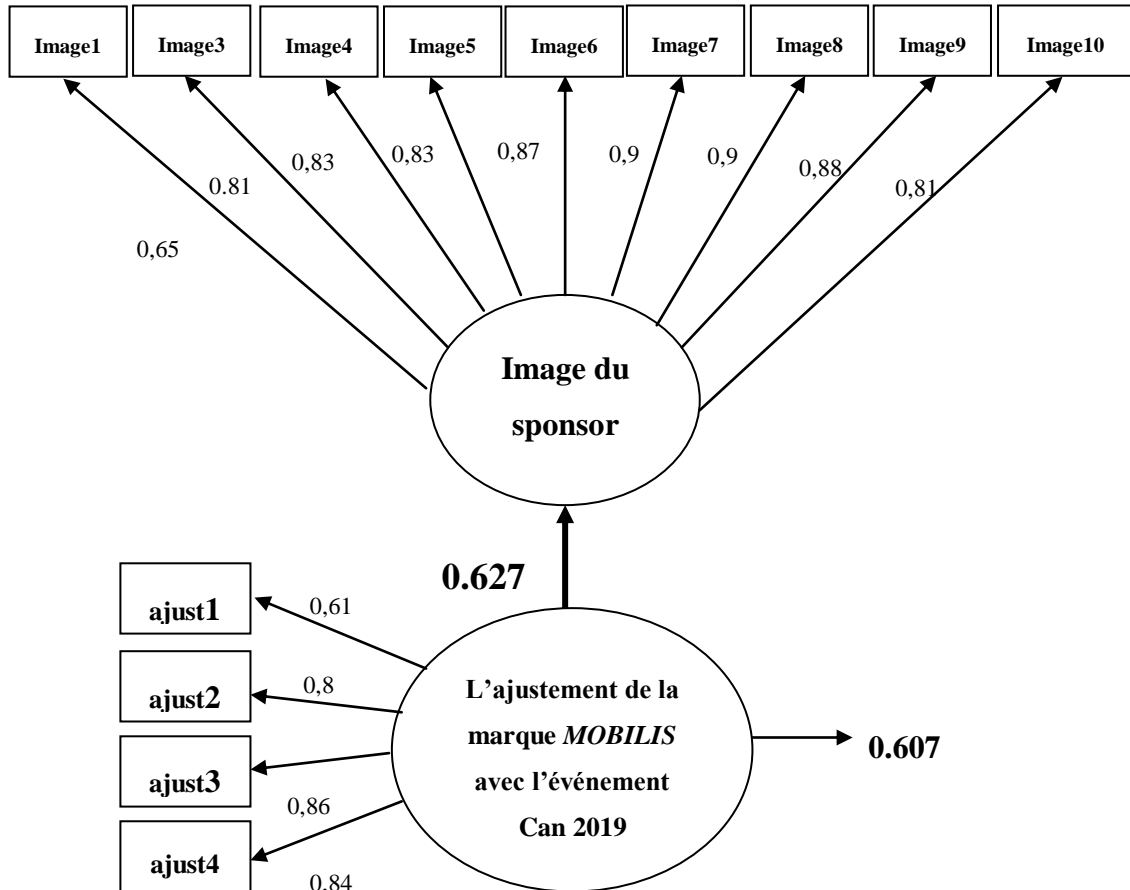 Image1 Image3 Image4 Image5 Image6 Image7 Image8 Image9 Image10
0,65
0.81
0,83
0,83
0,87
0,9
0,9
0,88
0,81
Image du
sponsor
0.627
ajust1
0,61
ajust2
0,8
ajust3
0,86
ajust4
0,84
L'ajustement de la
marque MOBILIS
avec l'événement
Can 2019
0.607